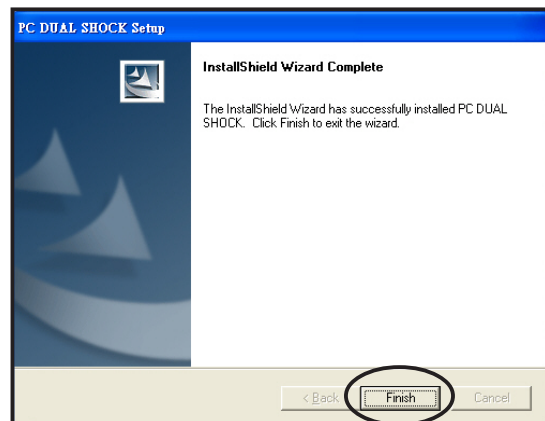 PC DUAL SHOCK Setup
InstallShield Wizard Complete
The InstallShield Wizard has successfully installed PC DUAL
SHOCK. Click Finish to exit the wizard.
< Back Finish Cancel